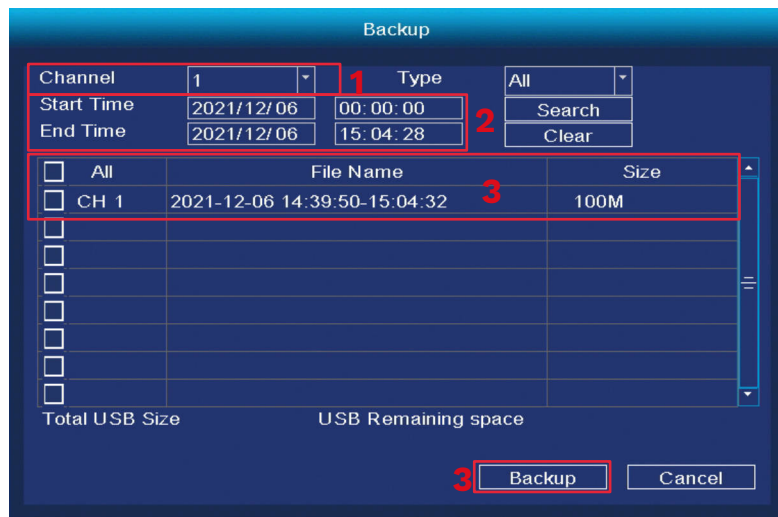 Backup
Channel 1 1 Type All
Start Time 2021/12/06 00:00:00 2 Search
End Time 2021/12/06 15:04:28 Clear
All File Name Size
CH 1 2021-12-06 14:39:50-15:04:32 3 100M
Total USB Size USB Remaining space
3 Backup Cancel